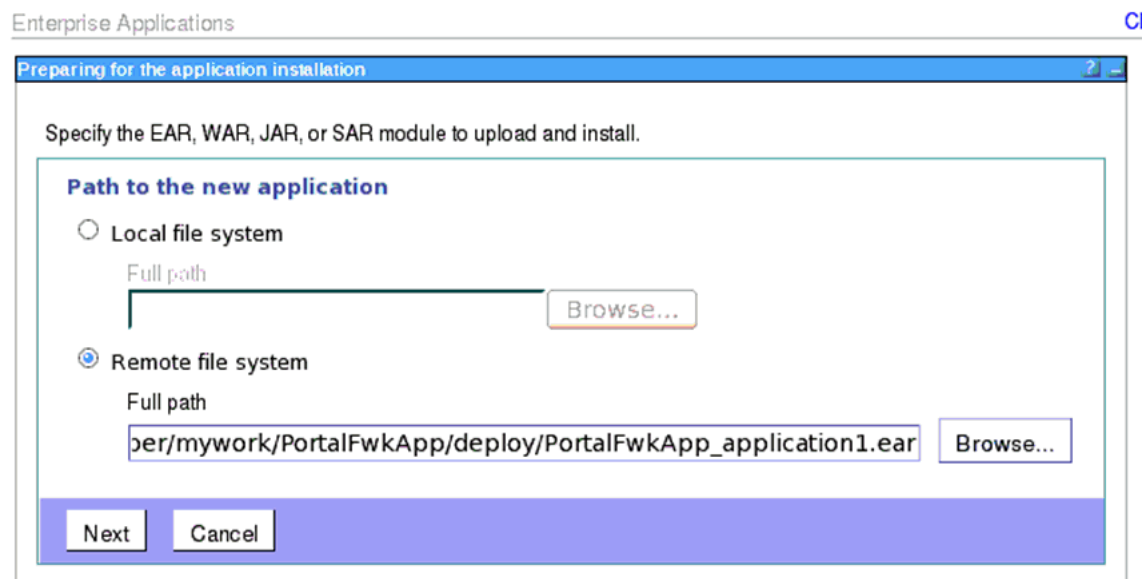 Enterprise Applications
Preparing for the application installation ?
Specify the EAR, WAR, JAR, or SAR module to upload and install.
Path to the new application
Local file system
Full path
Browse...
Remote file system
Full path
/mywork/PortalFwkApp/deploy/PortalFwkApp_application1.ear Browse...
Next Cancel